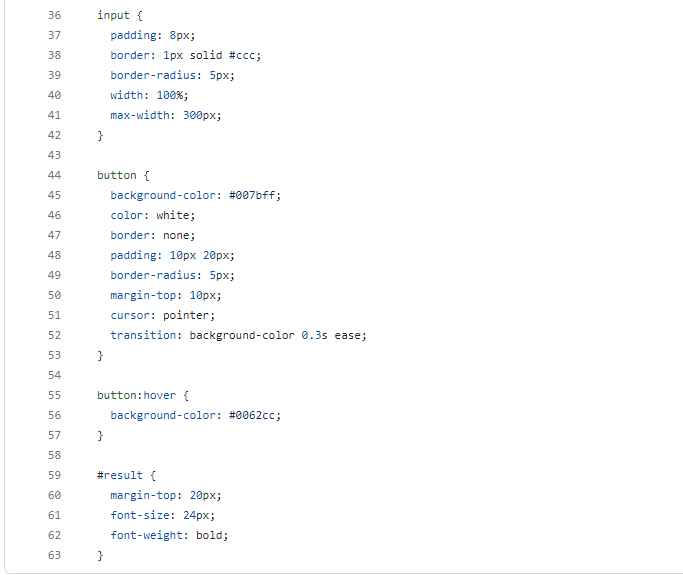 36 input {
37 padding: 8px;
38 border: 1px solid #ccc;
39 border-radius: 5px;
40 width: 100%;
41 max-width: 300px;
42 }
43
44 button {
45 background-color: #007bff;
46 color: white;
47 border: none;
48 padding: 10px 20px;
49 border-radius: 5px;
50 margin-top: 10px;
51 cursor: pointer;
52 transition: background-color 0.3s ease;
53 }
54
55 button:hover {
56 background-color: #0062cc;
57 }
58
59 #result {
60 margin-top: 20px;
61 font-size: 24px;
62 font-weight: bold;
63 }